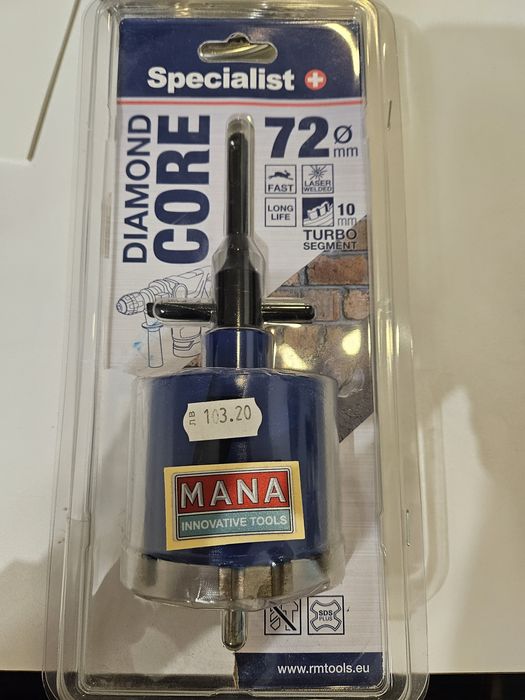 Specialist+
DIAMOND
CORE
72 Ø
mm
FAST
LASER
WELDED
LONG
LIFE
10
mm
TURBO
SEGMENT
лв 103.20
MANA
INNOVATIVE TOOLS
SDS
PLUS
www.rmtools.eu